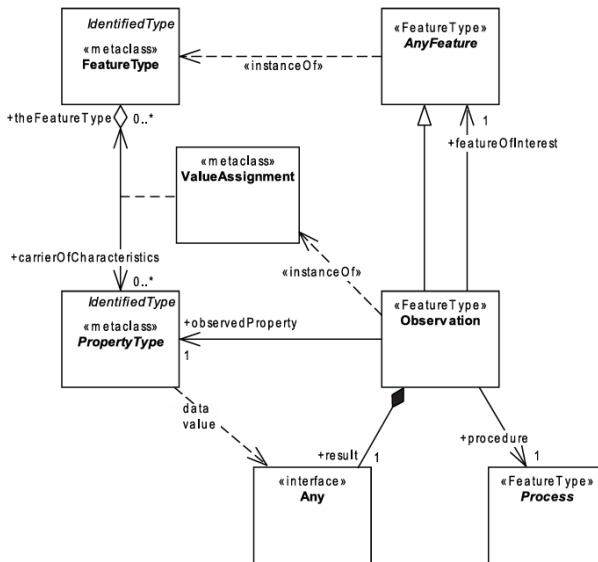 IdentifiedType
«metaclass»
FeatureType
«FeatureType»
AnyFeature
«instanceOf»
+theFeatureType
0..*
1
+featureOfInterest
«metaclass»
ValueAssignment
+carrierOfCharacteristics
0..*
«instanceOf»
IdentifiedType
«metaclass»
PropertyType
+observedProperty
1
«FeatureType»
Observation
data
value
+result
1
+procedure
1
«interface»
Any
«FeatureType»
Process